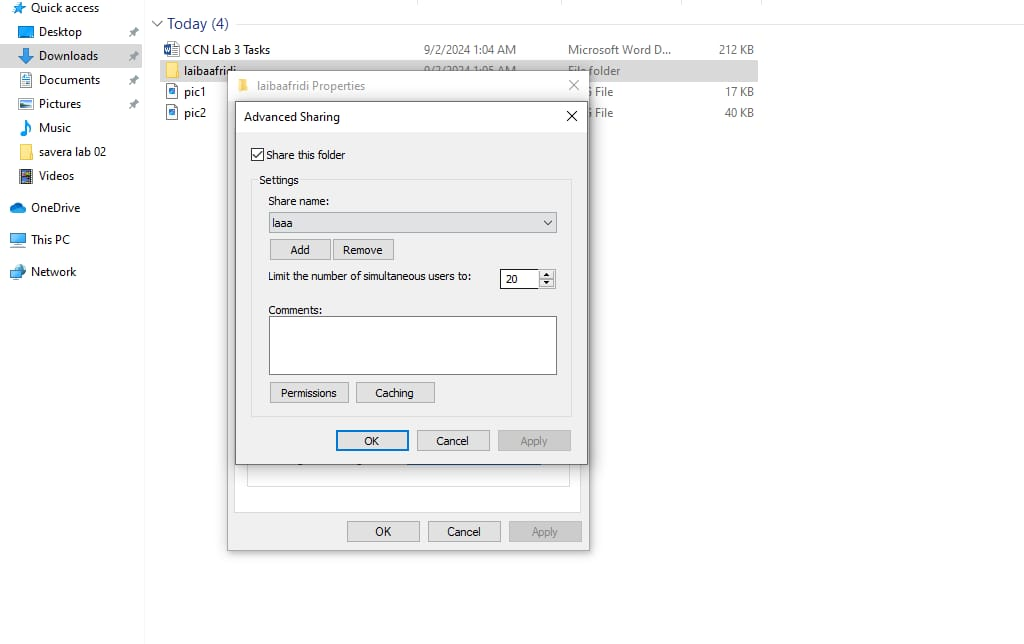 Quick access
Desktop
Downloads
Documents
Pictures
Music
savera lab 02
Videos
OneDrive
This PC
Network
Today (4)
CCN Lab 3 Tasks 9/2/2024 1:04 AM Microsoft Word D... 212 KB
laibaafridi 9/2/2024 1:05 AM File folder
pic1 File 17 KB
pic2 File 40 KB
laibaafridi Properties
Advanced Sharing
Share this folder
Settings
Share name:
laaa
Add Remove
Limit the number of simultaneous users to: 20
Comments:
Permissions Caching
OK Cancel Apply
OK Cancel Apply